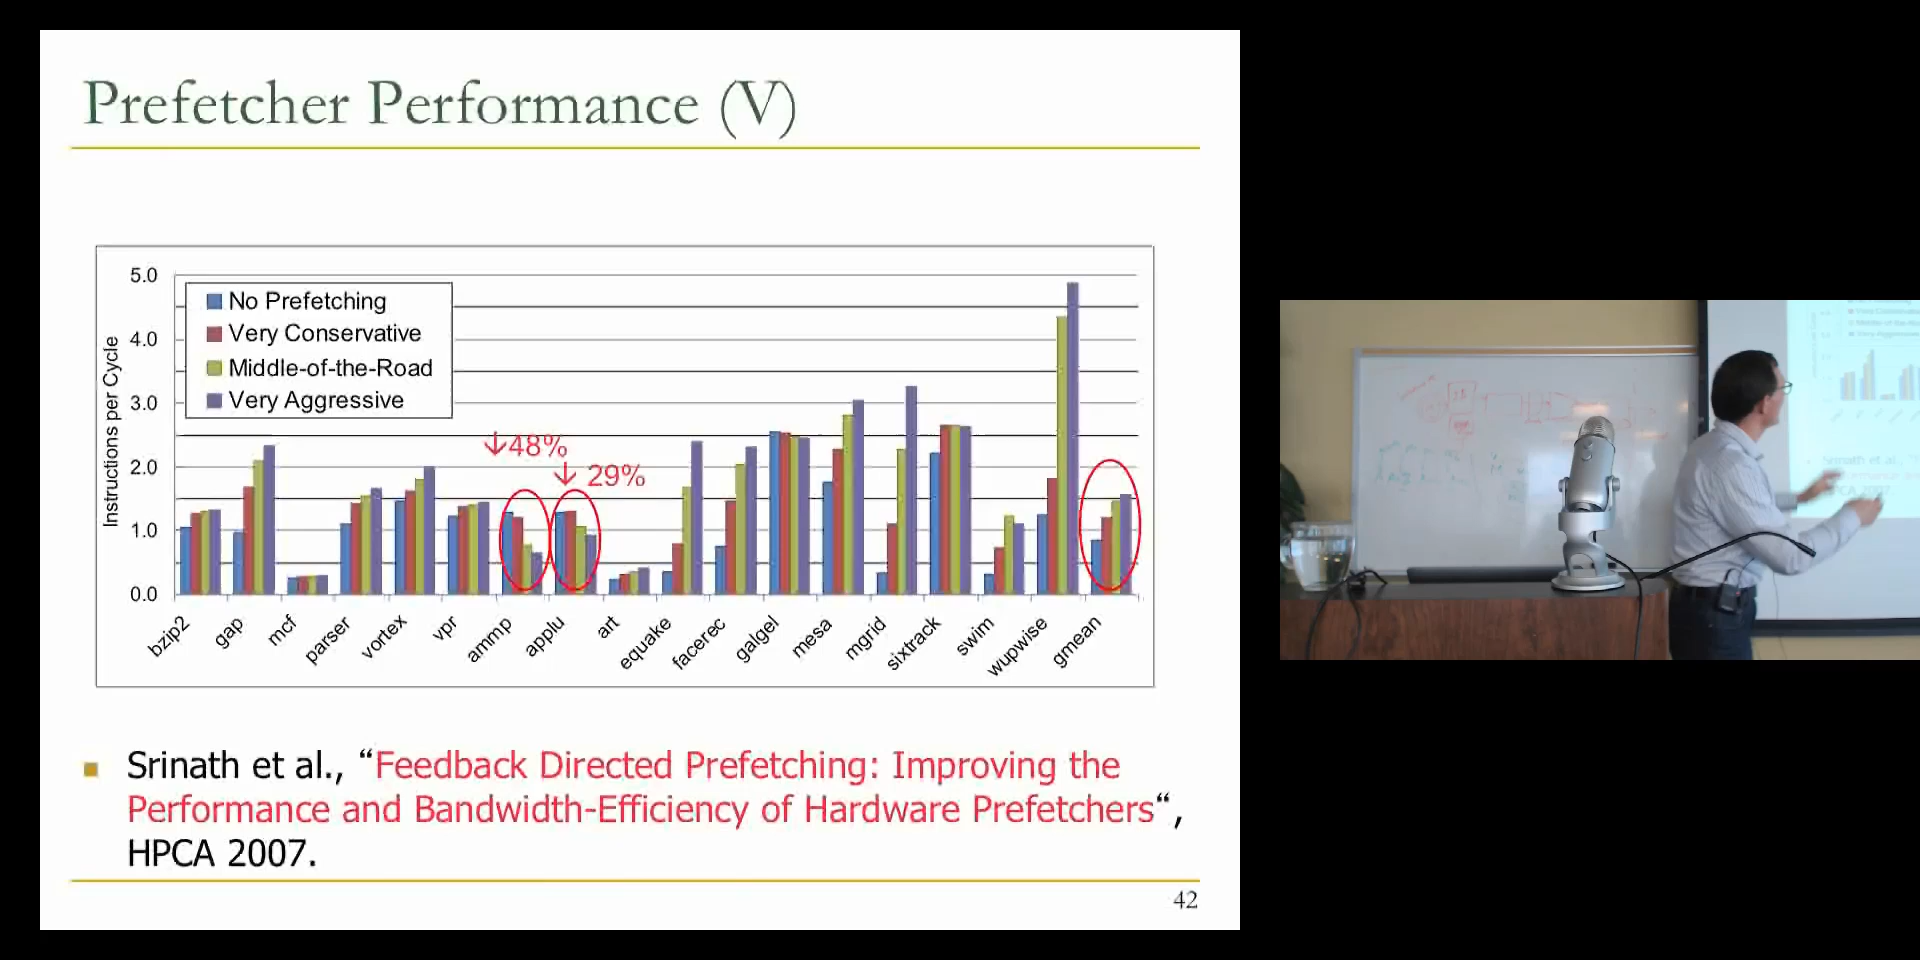 Prefetcher Performance (V)
5.0
4.0
3.0
2.0
1.0
0.0
Instructions per Cycle
No Prefetching
Very Conservative
Middle-of-the-Road
Very Aggressive
↓48%
↓ 29%
bzip2
gap
mcf
parser
vortex
vpr
ammp
applu
art
equake
facerec
galgel
mesa
mgrid
sixtrack
swim
wupwise
gmean
Srinath et al., “Feedback Directed Prefetching: Improving the
Performance and Bandwidth-Efficiency of Hardware Prefetchers“,
HPCA 2007.
42